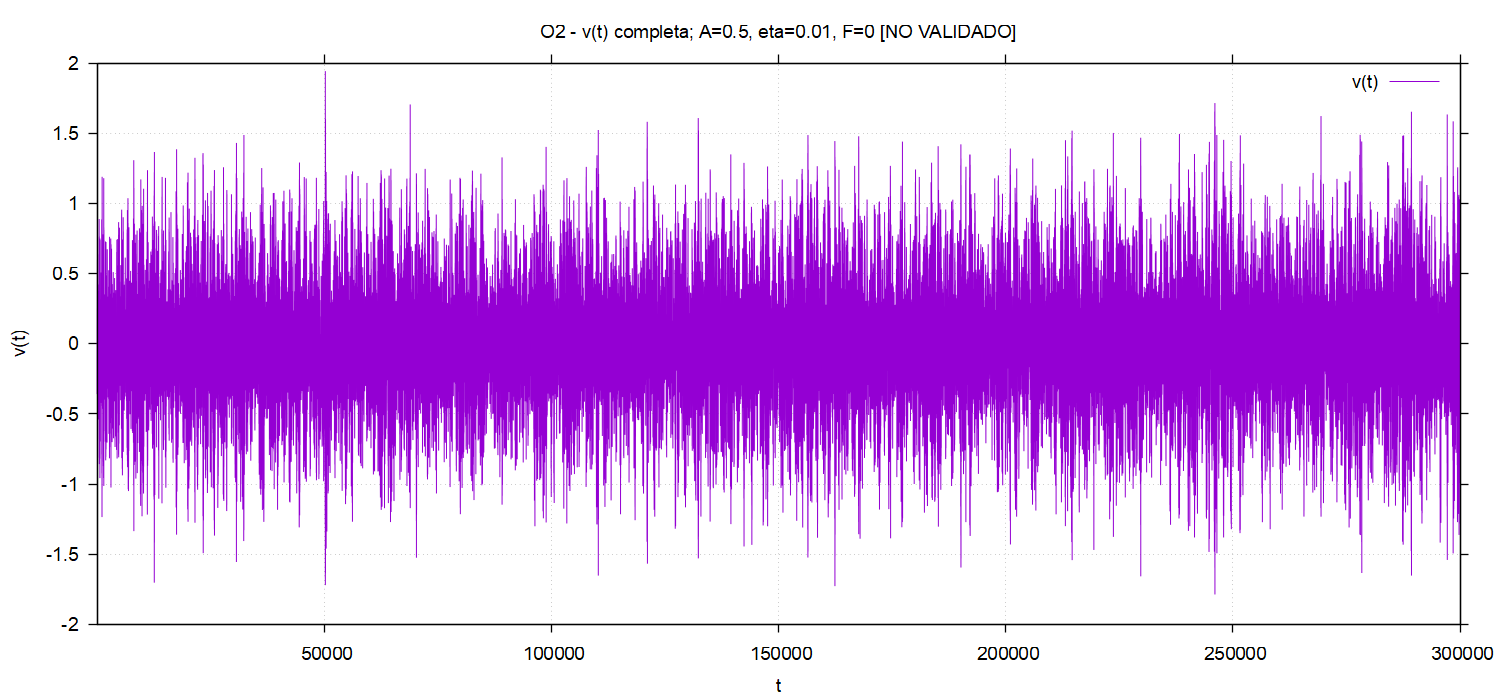 O2 - v(t) completa; A=0.5, eta=0.01, F=0 [NO VALIDADO]
v(t)
2
1.5
1
0.5
0
-0.5
-1
-1.5
-2
v(t)
50000 100000 150000 200000 250000 300000
t